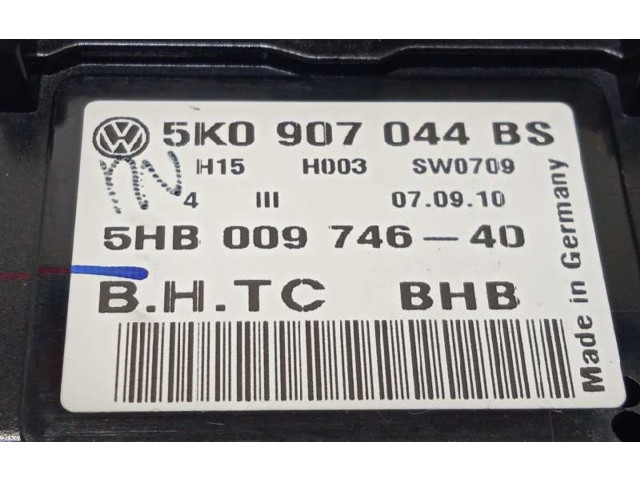 5K0 907 044 BS
H15 H003 SW0709
4 III 07.09.10
5HB 009 746-40
B.H.TC BHB
Made in Germany